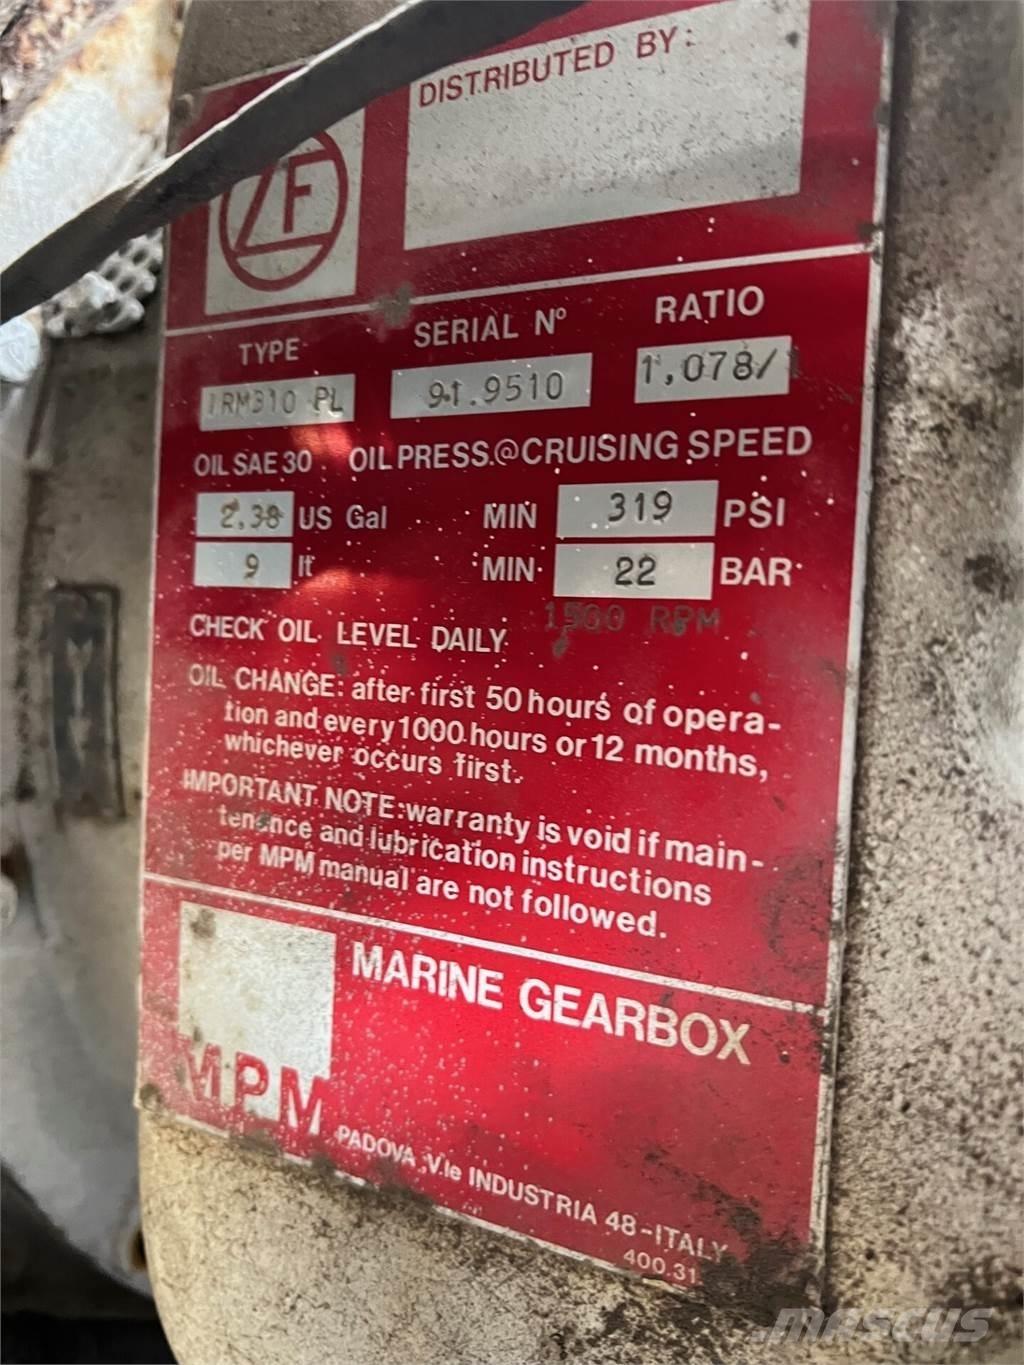 DISTRIBUTED BY:
ZF
TYPE
SERIAL Nº
RATIO
IRM310 PL
91.9510
1,078/1
OIL SAE 30
OIL PRESS.@CRUISING SPEED
2.38 US Gal
MIN 319 PSI
9 lt
MIN 22 BAR
1500 RPM
CHECK OIL LEVEL DAILY
OIL CHANGE: after first 50 hours of opera-
tion and every 1000 hours or 12 months,
whichever occurs first.
IMPORTANT NOTE: warranty is void if main-
tenance and lubrication instructions
per MPM manual are not followed.
MARINE GEARBOX
MPM
PADOVA V.le INDUSTRIA 48-ITALY
400.31
MASCUS